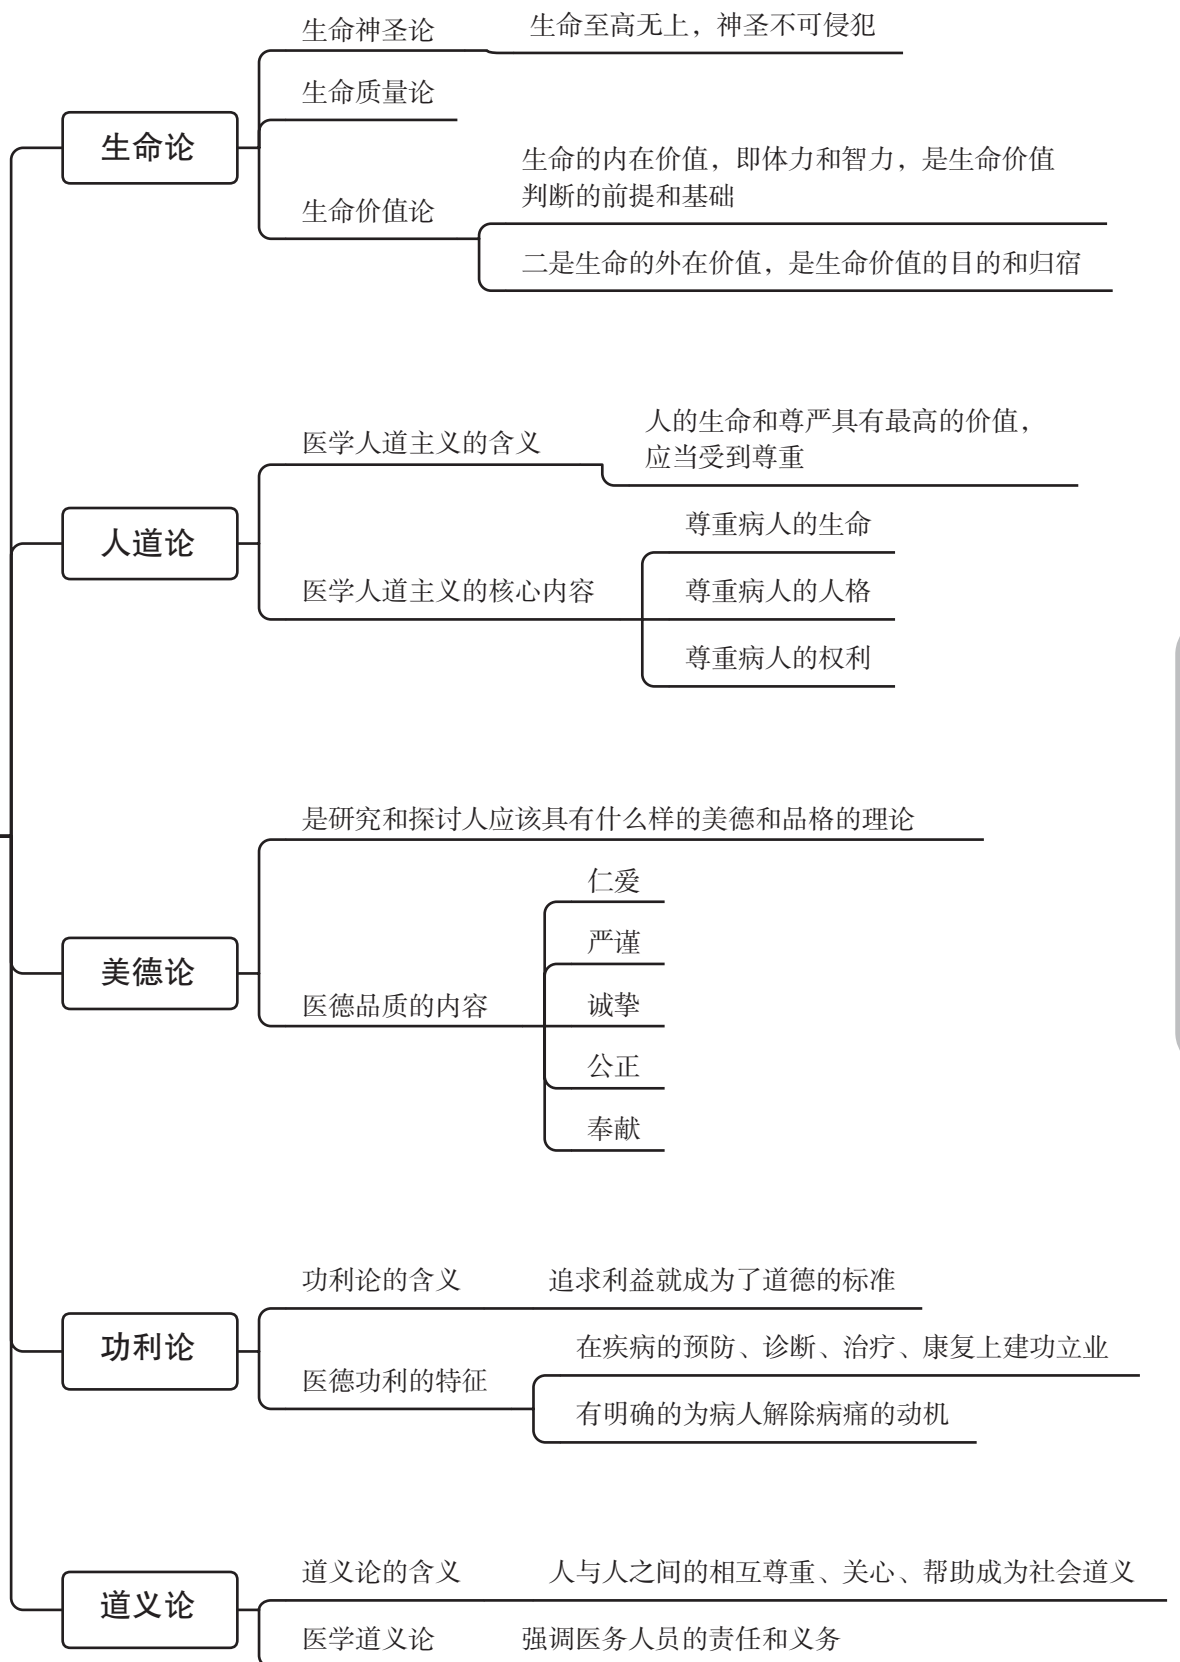 生命论
生命神圣论
生命至高无上，神圣不可侵犯
生命质量论
生命价值论
生命的内在价值，即体力和智力，是生命价值
判断的前提和基础
二是生命的外在价值，是生命价值的目的和归宿
人道论
医学人道主义的含义
人的生命和尊严具有最高的价值，
应当受到尊重
医学人道主义的核心内容
尊重病人的生命
尊重病人的人格
尊重病人的权利
美德论
是研究和探讨人应该具有什么样的美德和品格的理论
医德品质的内容
仁爱
严谨
诚挚
公正
奉献
功利论
功利论的含义
追求利益就成为了道德的标准
医德功利的特征
在疾病的预防、诊断、治疗、康复上建功立业
有明确的为病人解除病痛的动机
道义论
道义论的含义
人与人之间的相互尊重、关心、帮助成为社会道义
医学道义论
强调医务人员的责任和义务